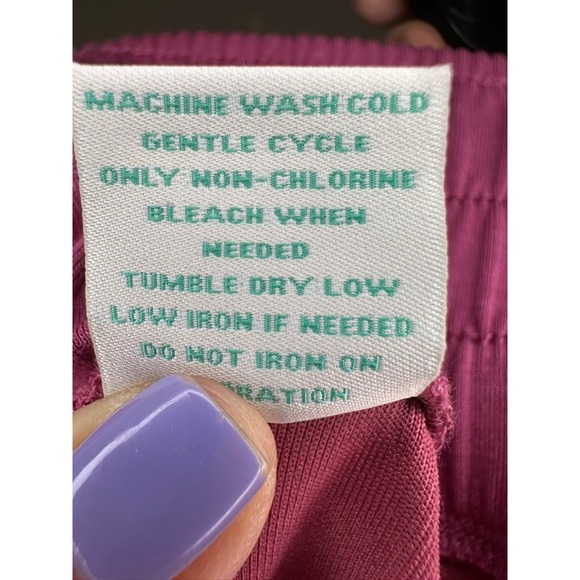 MACHINE WASH COLD
GENTLE CYCLE
ONLY NON-CHLORINE
BLEACH WHEN
NEEDED
TUMBLE DRY LOW
LOW IRON IF NEEDED
DO NOT IRON ON